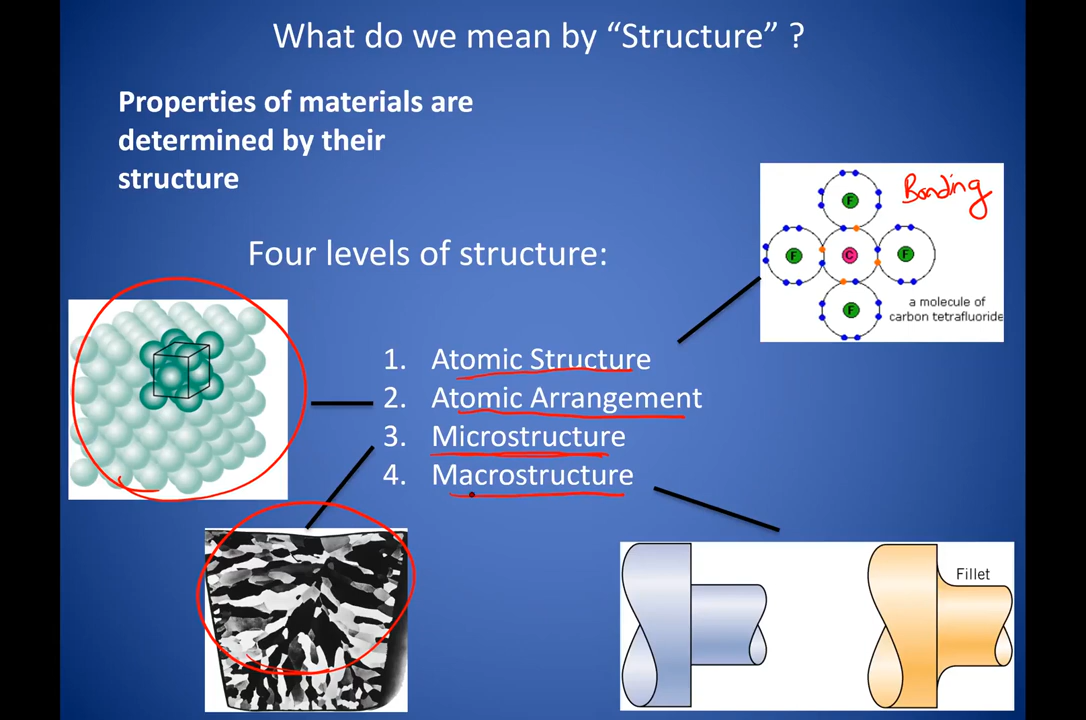 What do we mean by “Structure” ?
Properties of materials are
determined by their
structure
Bonding
F
F
C
F
F
a molecule of
carbon tetrafluoride
Four levels of structure:
1. Atomic Structure
2. Atomic Arrangement
3. Microstructure
4. Macrostructure
Fillet